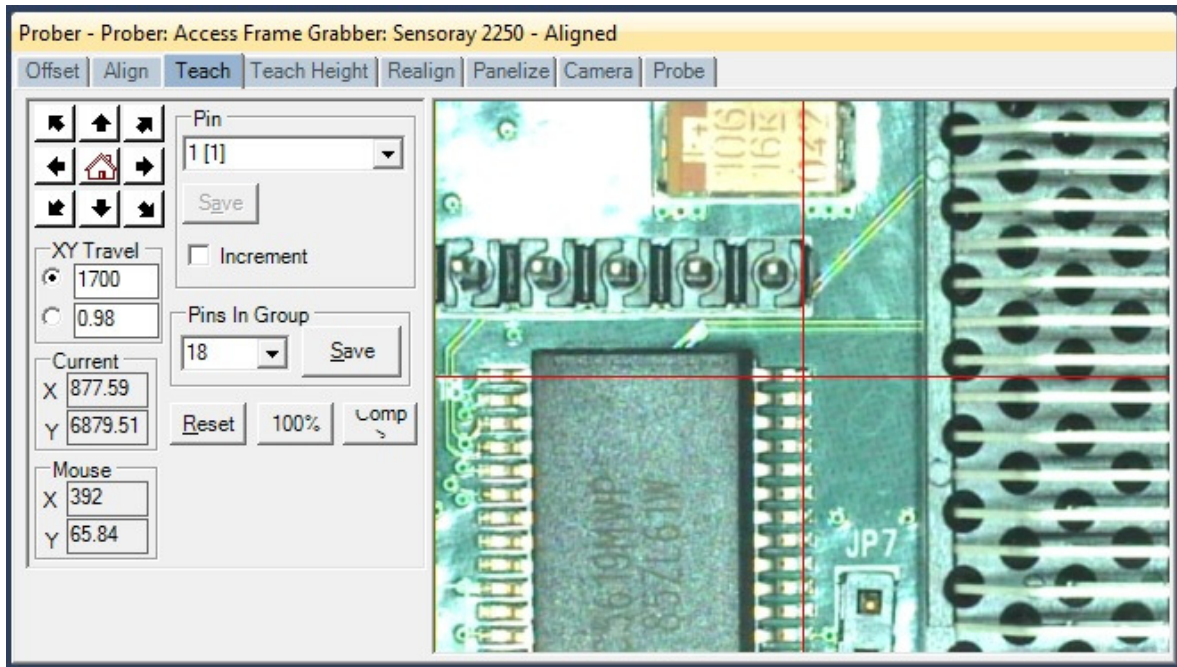 Prober - Prober: Access Frame Grabber: Sensoray 2250 - Aligned
Offset Align Teach Teach Height Realign Panelize Camera Probe
Pin
1 [1]
Save
Increment
XY Travel
1700
0.98
Pins In Group
18 Save
Current
X 877.59
Y 6879.51
Reset 100% Comp
Mouse
X 392
Y 65.84
106
16K
047
JP7